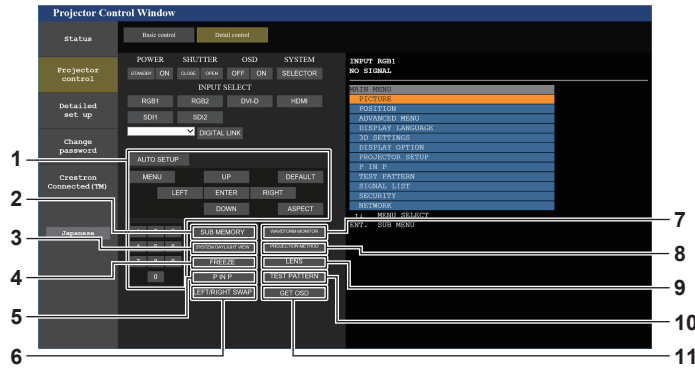 Projector Control Window
Status
Basic control
Detail control
Projector control
Detailed set up
Change password
Crestron Connected(TM)
Japanese
POWER SHUTTER OSD SYSTEM
STANDBY ON CLOSE OPEN OFF ON SELECTOR
INPUT SELECT
RGB1 RGB2 DVI-D HDMI
SDI1 SDI2
DIGITAL LINK
AUTO SETUP
MENU UP DEFAULT
LEFT ENTER RIGHT
DOWN ASPECT
SUB MEMORY WAVEFORM MONITOR
SYSTEM DAYLIGHT VIEW PROJECTION METHOD
FREEZE LENS
0 P IN P TEST PATTERN
LEFT/RIGHT SWAP GET OSD
INPUT RGB1
NO SIGNAL
MAIN MENU
PICTURE
POSITION
ADVANCED MENU
DISPLAY LANGUAGE
3D SETTINGS
DISPLAY OPTION
PROJECTOR SETUP
P IN P
TEST PATTERN
SIGNAL LIST
SECURITY
NETWORK
↑↓ MENU SELECT
ENT. SUB MENU
1
2
3
4
5
6
7
8
9
10
11